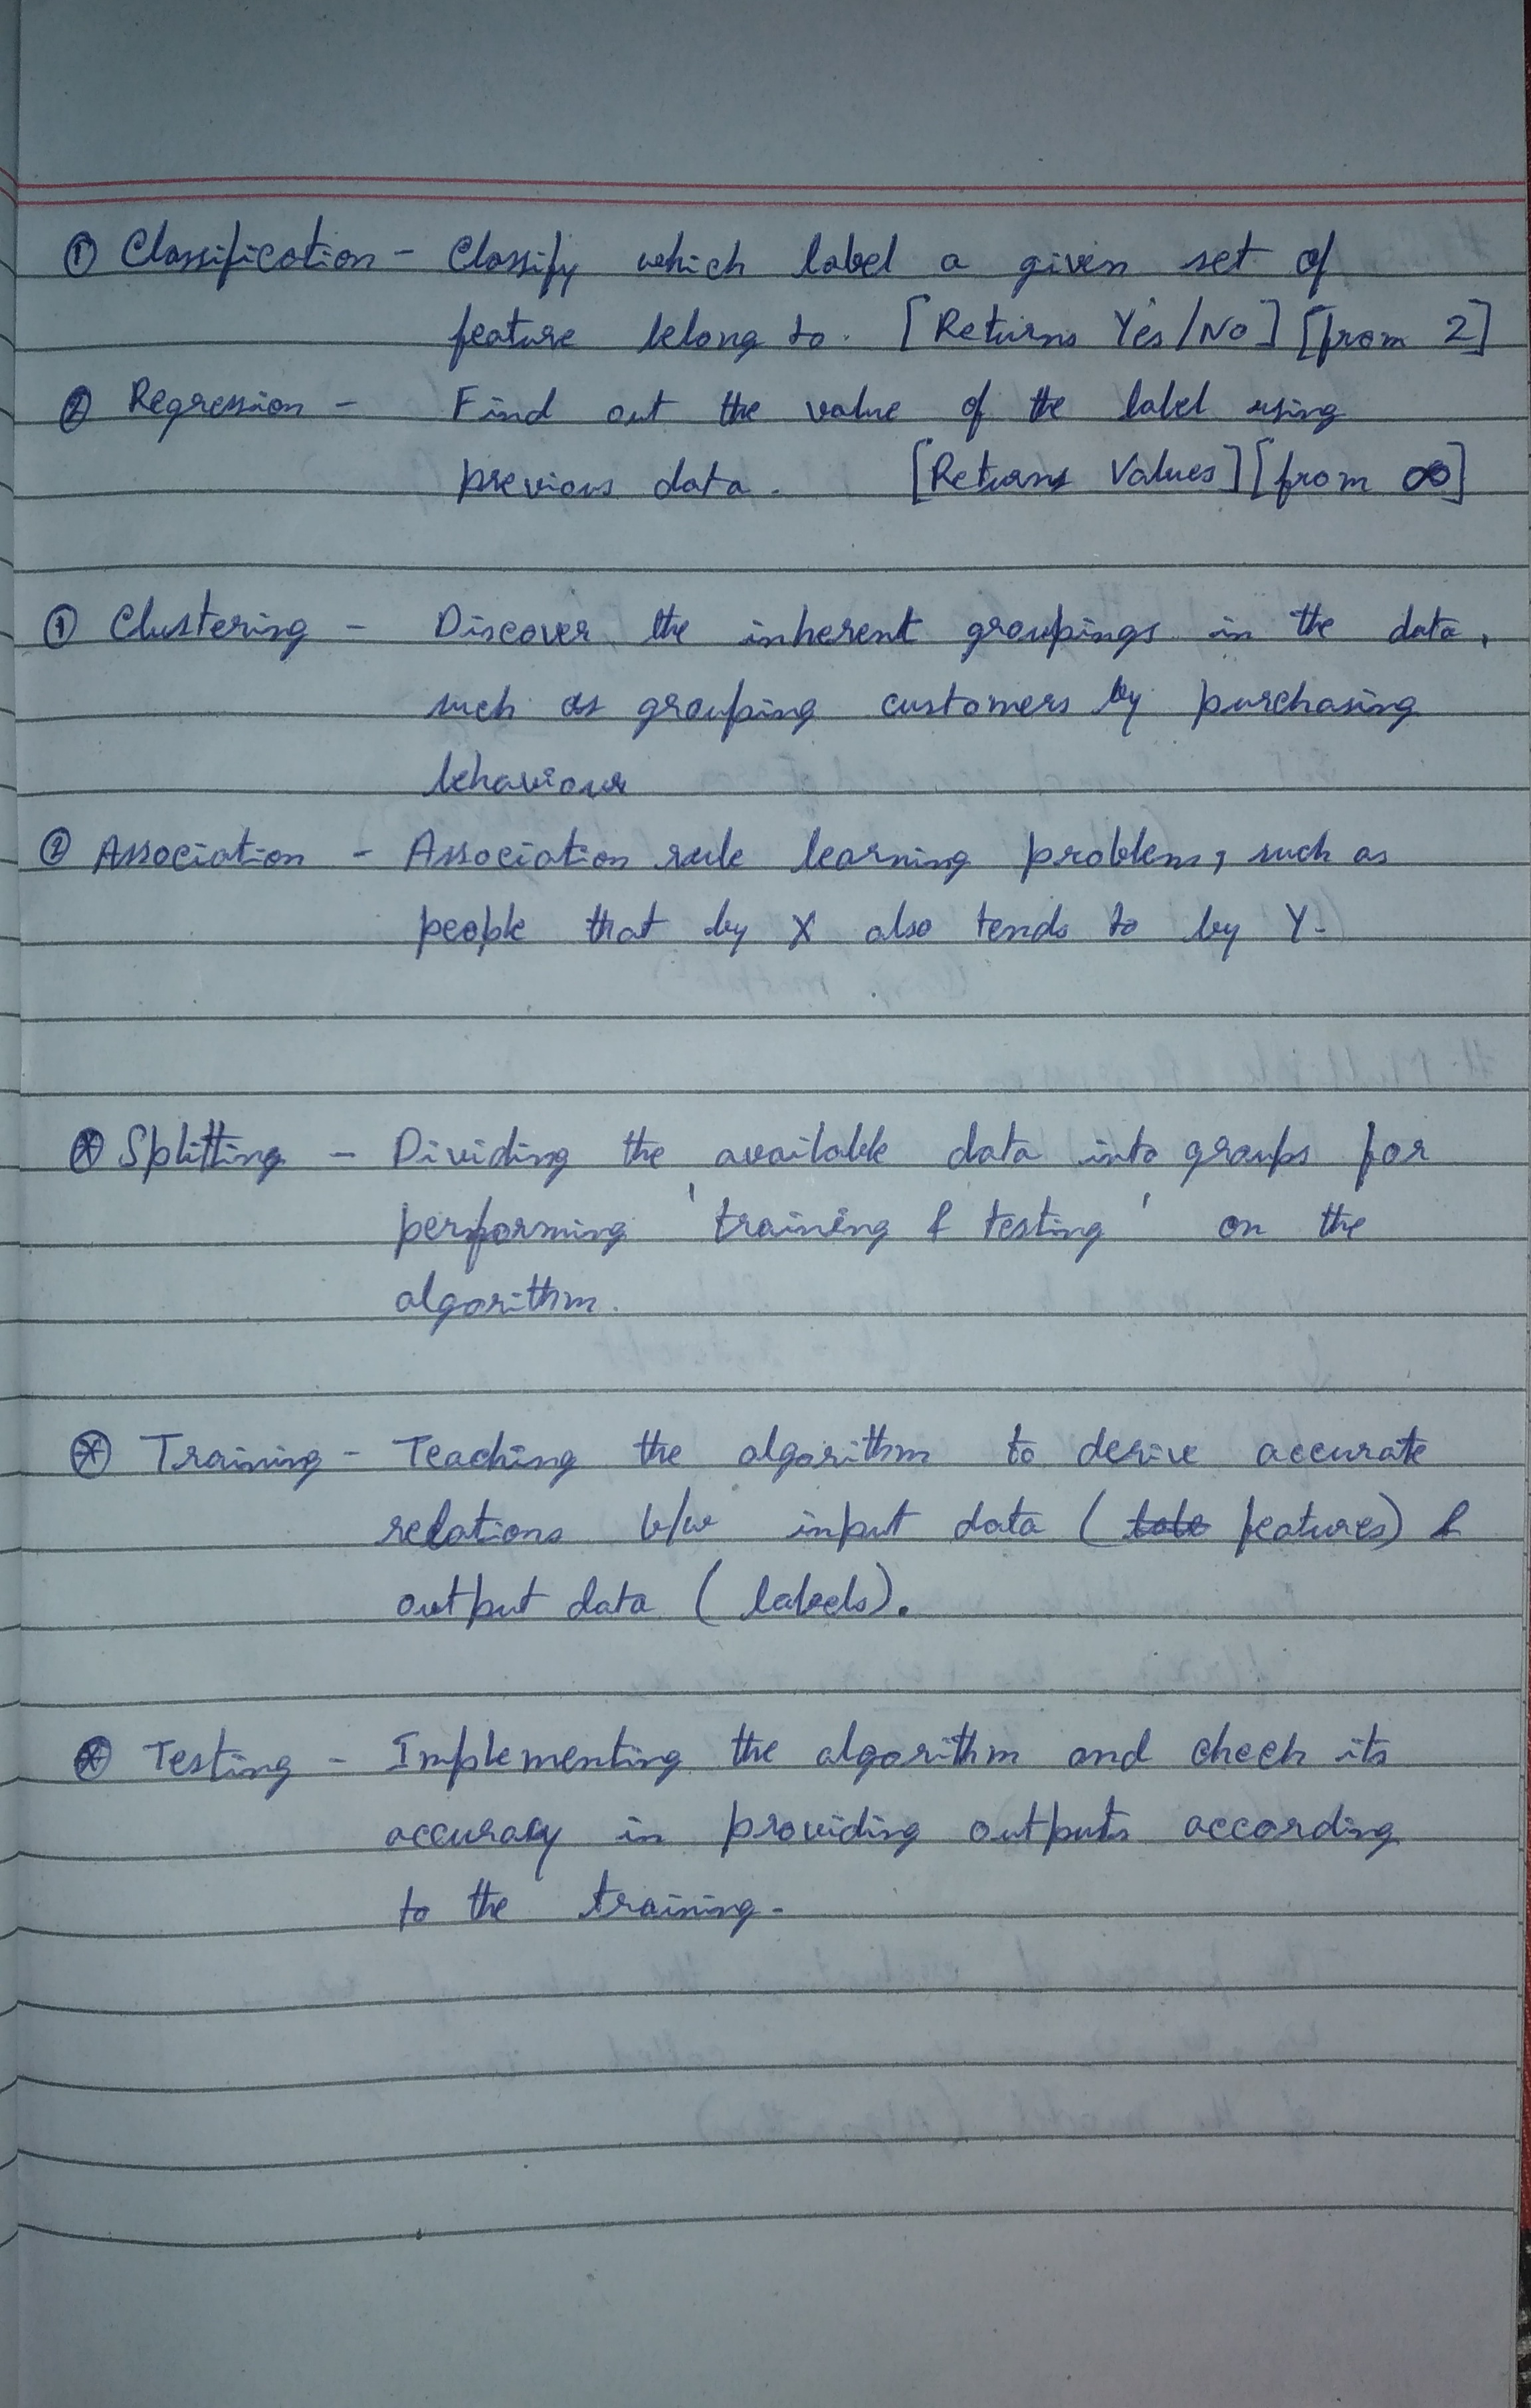 ① Classification - Classify which label a given set of
feature belong to. [Returns Yes/No] [from 2]
② Regression - Find out the value of the label using
previous data. [Returns Values] [from ∞]
① Clustering - Discover the inherent groupings in the data,
such as grouping customers by purchasing
behaviour
② Association - Association rule learning problem, such as
people that by X also tends to by Y.
⊛ Splitting - Dividing the available data into groups for
performing 'training & testing' on the
algorithm.
⊛ Training - Teaching the algorithm to derive accurate
relations b/w input data (features) &
output data (labels).
⊛ Testing - Implementing the algorithm and check its
accuracy in providing outputs according
to the training.